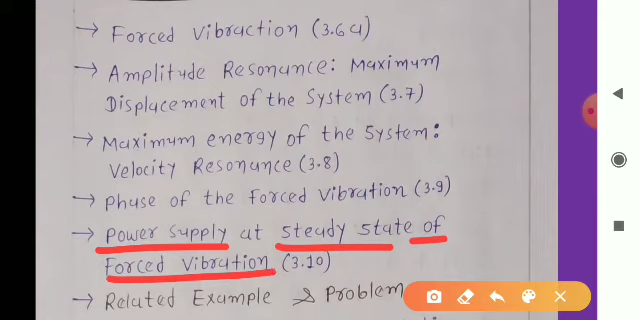 → Forced Vibraction (3.6 a)
→ Amplitude Resonance: Maximum
Displacement of the System (3.7)
→ Maximum energy of the System:
Velocity Resonance (3.8)
→ Phase of the Forced Vibration (3.9)
→ Power Supply at Steady State of
Forced Vibration (3.10)
→ Related Example & Problem